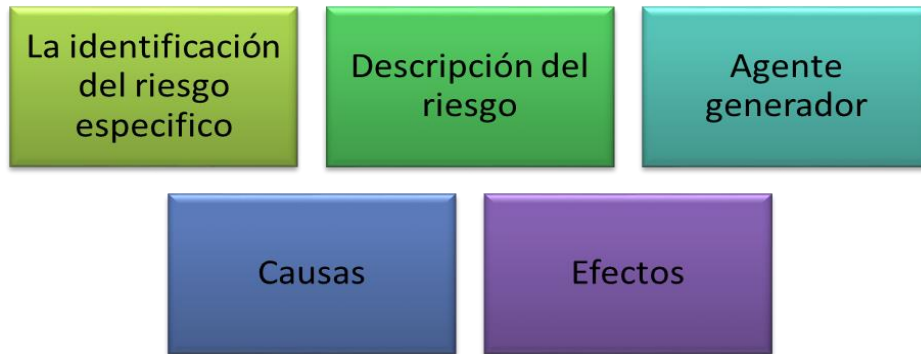 La identificación
del riesgo
especifico
Descripción del
riesgo
Agente
generador
Causas
Efectos